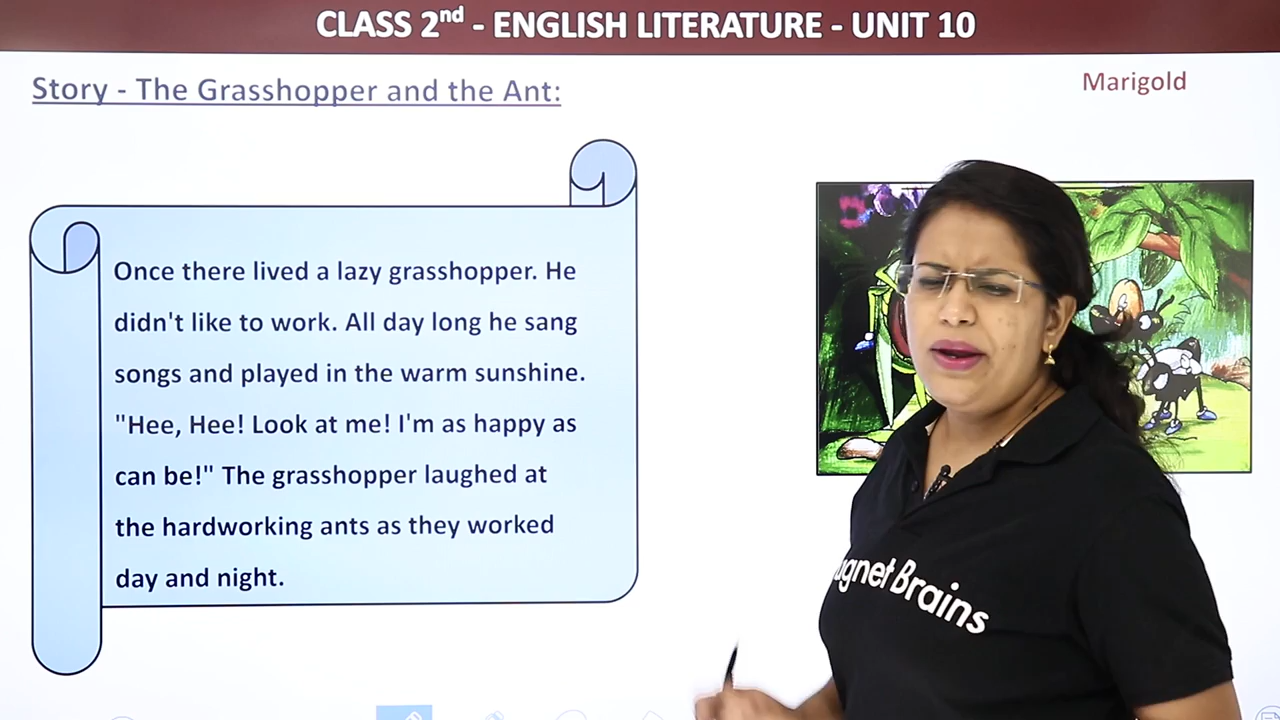 CLASS 2nd - ENGLISH LITERATURE - UNIT 10
Story - The Grasshopper and the Ant:
Marigold
Once there lived a lazy grasshopper. He
didn't like to work. All day long he sang
songs and played in the warm sunshine.
"Hee, Hee! Look at me! I'm as happy as
can be!" The grasshopper laughed at
the hardworking ants as they worked
day and night.
Brains